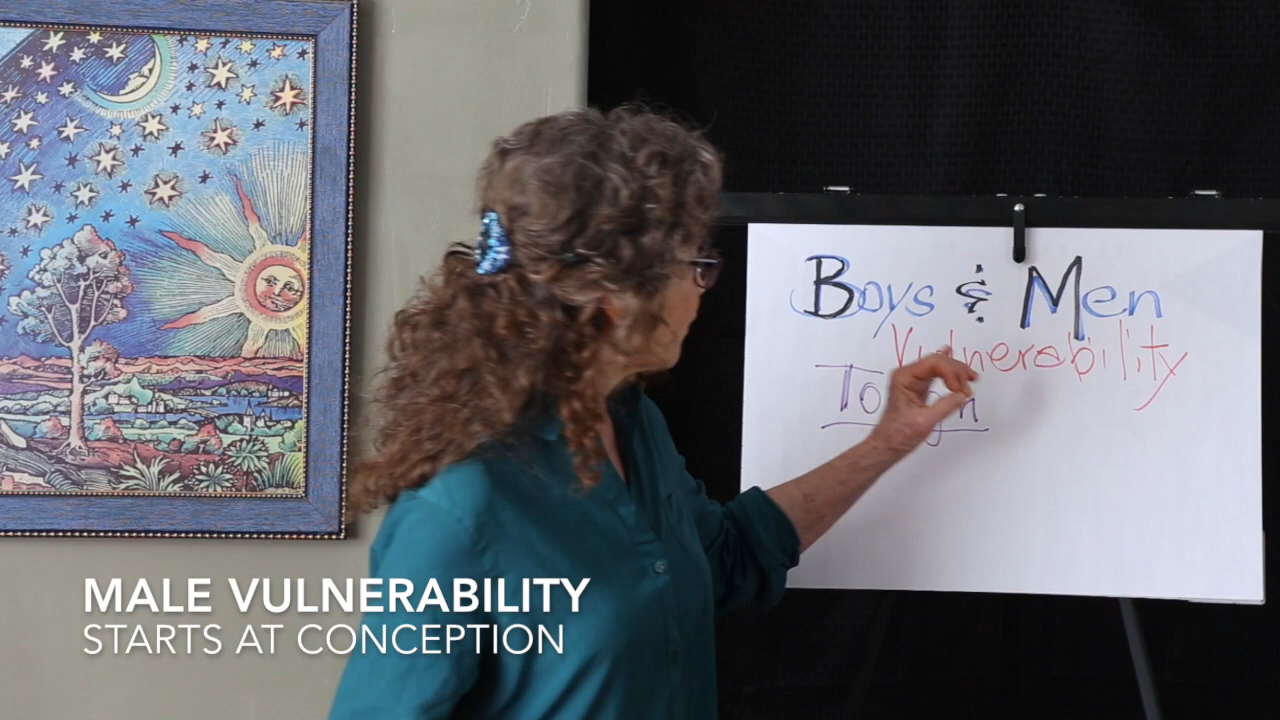 Boys & Men
Vulnerability
MALE VULNERABILITY
STARTS AT CONCEPTION